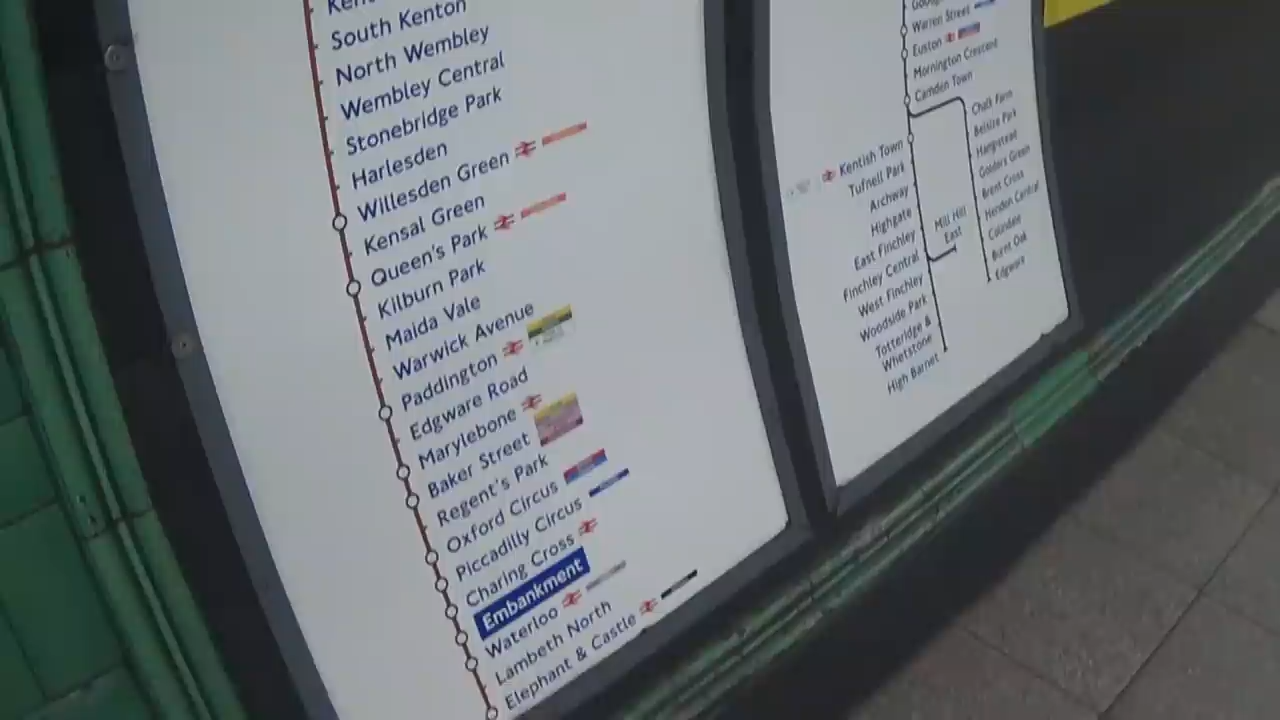 South Kenton
North Wembley
Wembley Central
Stonebridge Park
Harlesden
Willesden Green
Kensal Green
Queen's Park
Kilburn Park
Maida Vale
Warwick Avenue
Paddington
Edgware Road
Marylebone
Baker Street
Regent's Park
Oxford Circus
Piccadilly Circus
Charing Cross
Embankment
Waterloo
Lambeth North
Elephant & Castle
Warren Street
Euston
Mornington Crescent
Camden Town
Chalk Farm
Belsize Park
Hampstead
Golders Green
Brent Cross
Hendon Central
Colindale
Burnt Oak
Edgware
Kentish Town
Tufnell Park
Archway
Highgate
East Finchley
Finchley Central
Mill Hill
East
West Finchley
Woodside Park
Totteridge &
Whetstone
High Barnet